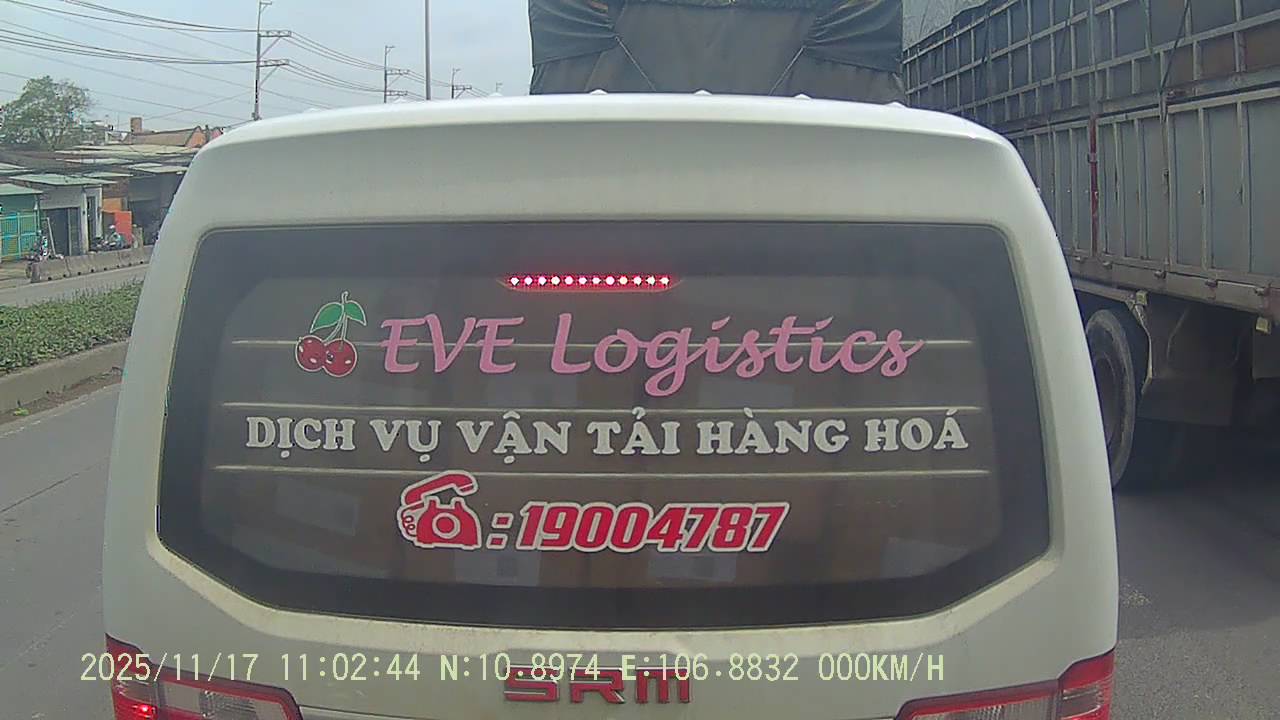 EVE Logistics
DỊCH VỤ VẬN TẢI HÀNG HOÁ
:19004787
SRM
2025/11/17 11:02:44 N:10.8974 E:106.8832 000KM/H